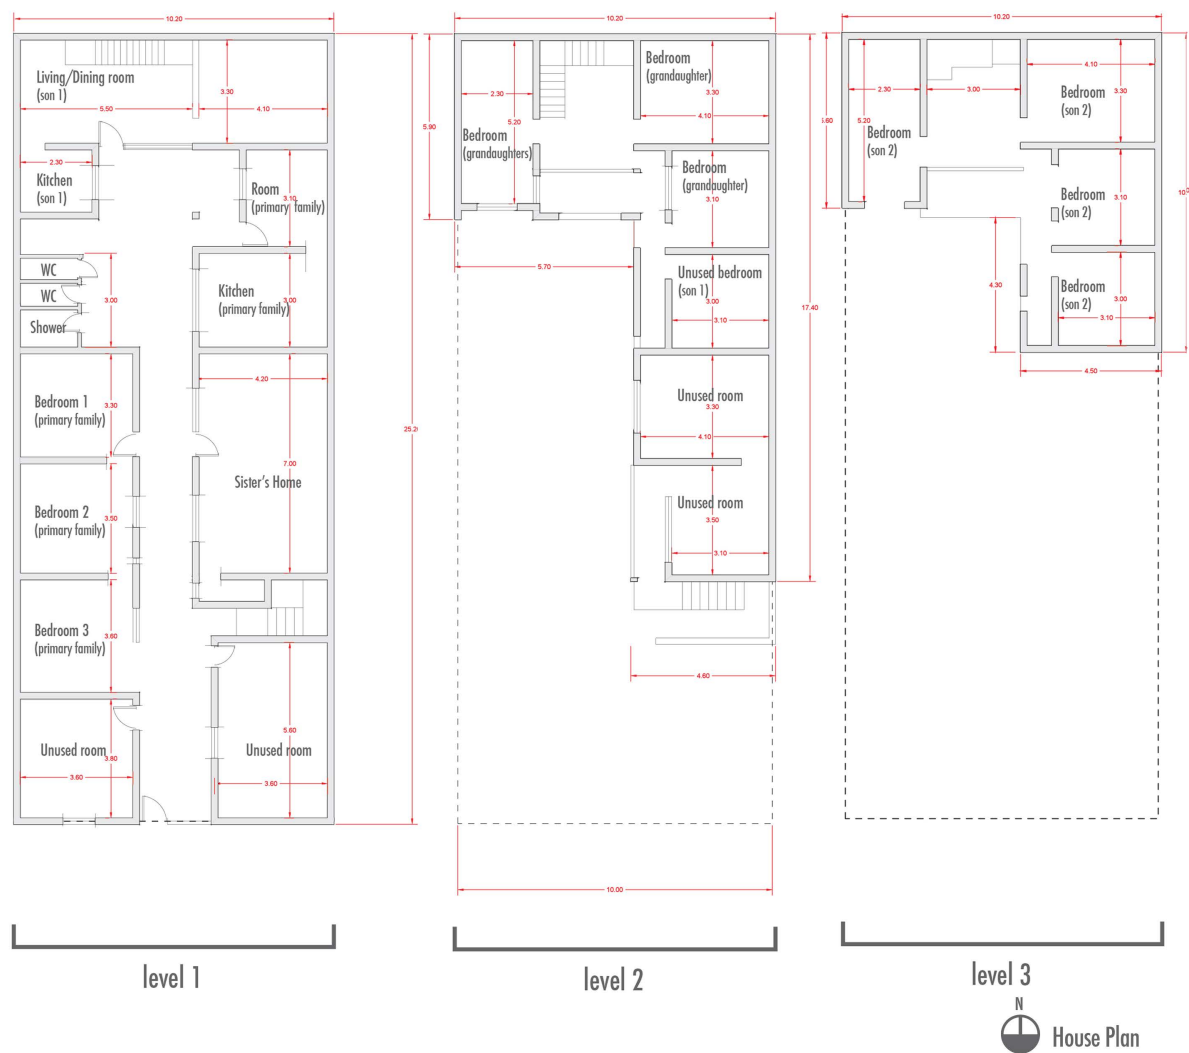 10.20
Living/Dining room
(son 1)
5.50
3.30
4.10
2.30
Kitchen
(son 1)
Room
(primary family)
3.10
WC
WC
Shower
3.00
Kitchen
(primary family)
3.00
4.20
Bedroom 1
(primary family)
3.30
25.20
7.00
Sister's Home
Bedroom 2
(primary family)
3.50
Bedroom 3
(primary family)
3.60
Unused room
3.80
3.60
5.60
Unused room
3.60
level 1
10.20
5.90
2.30
5.20
Bedroom
(grandaughters)
Bedroom
(grandaughter)
3.30
4.10
Bedroom
(grandaughter)
3.10
5.70
Unused bedroom
(son 1)
3.00
3.10
17.40
Unused room
3.30
4.10
Unused room
3.50
3.10
4.60
10.00
level 2
10.20
5.20
2.30
3.00
4.10
3.30
Bedroom
(son 2)
Bedroom
(son 2)
3.10
Bedroom
(son 2)
4.30
Bedroom
(son 2)
3.00
3.10
4.50
level 3
N
House Plan